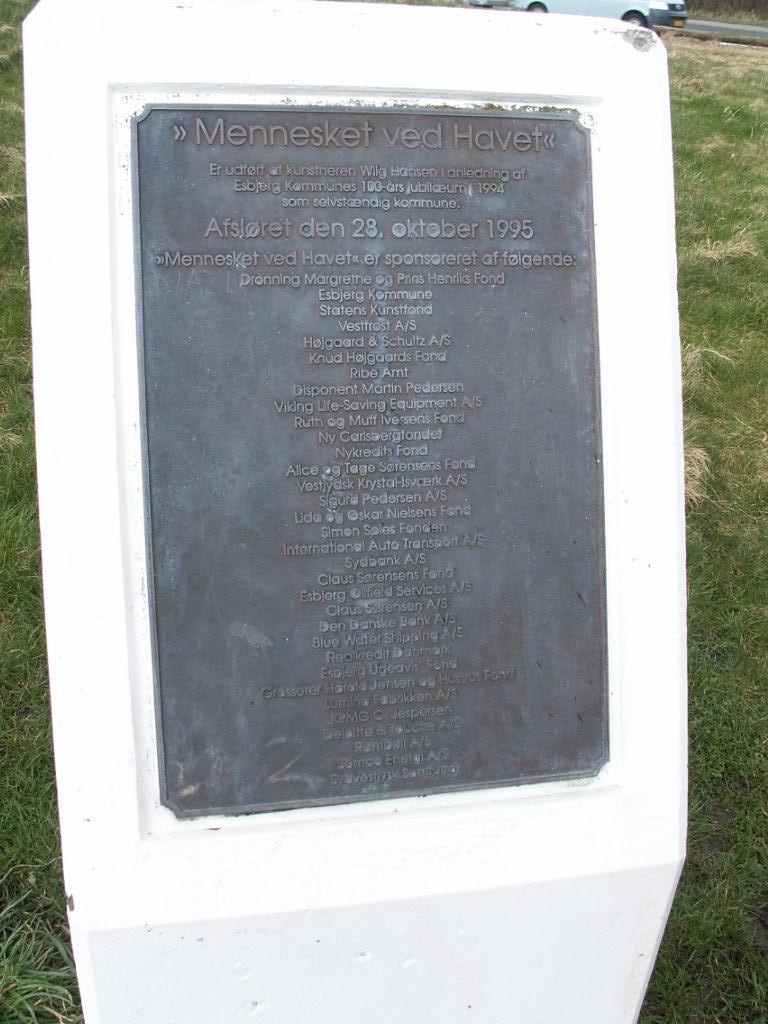 »Mennesket ved Havet«
Er udført af kunstneren Wiig Hansen i anledning af
Esbjerg Kommunes 100-års jubilæum i 1994
som selvstændig kommune.
Afsløret den 28. oktober 1995
»Mennesket ved Havet« er sponsoreret af følgende:
Dronning Margrethe og Prins Henriks Fond
Esbjerg Kommune
Statens Kunstfond
Vestfrost A/S
Højgaard & Schultz A/S
Knud Højgaards Fond
Ribe Amt
Disponent Martin Pedersen
Viking Life-Saving Equipment A/S
Ruth og Muff Iversens Fond
Ny Carlsbergfondet
Nykredits Fond
Alice og Tage Sørensens Fond
Vestjydsk Krystal-Isværk A/S
Sigurd Pedersen A/S
Lida og Oskar Nielsens Fond
Simon Spies Fonden
International Auto Transport A/S
Sydbank A/S
Claus Sørensens Fond
Esbjerg Oilfield Services A/S
Claus Sørensen A/S
Den Danske Bank A/S
Blue Water Shipping A/S
Realkredit Danmark
Esbjerg Ugeavis' Fond
Grosserer Harald Jensen og Hustrus Fond
Lumino Fabrikken A/S
KPMG C. Jespersen
Deloitte & Touche A/S
Rambøll A/S
Semco Energi A/S
Sydvestjysk